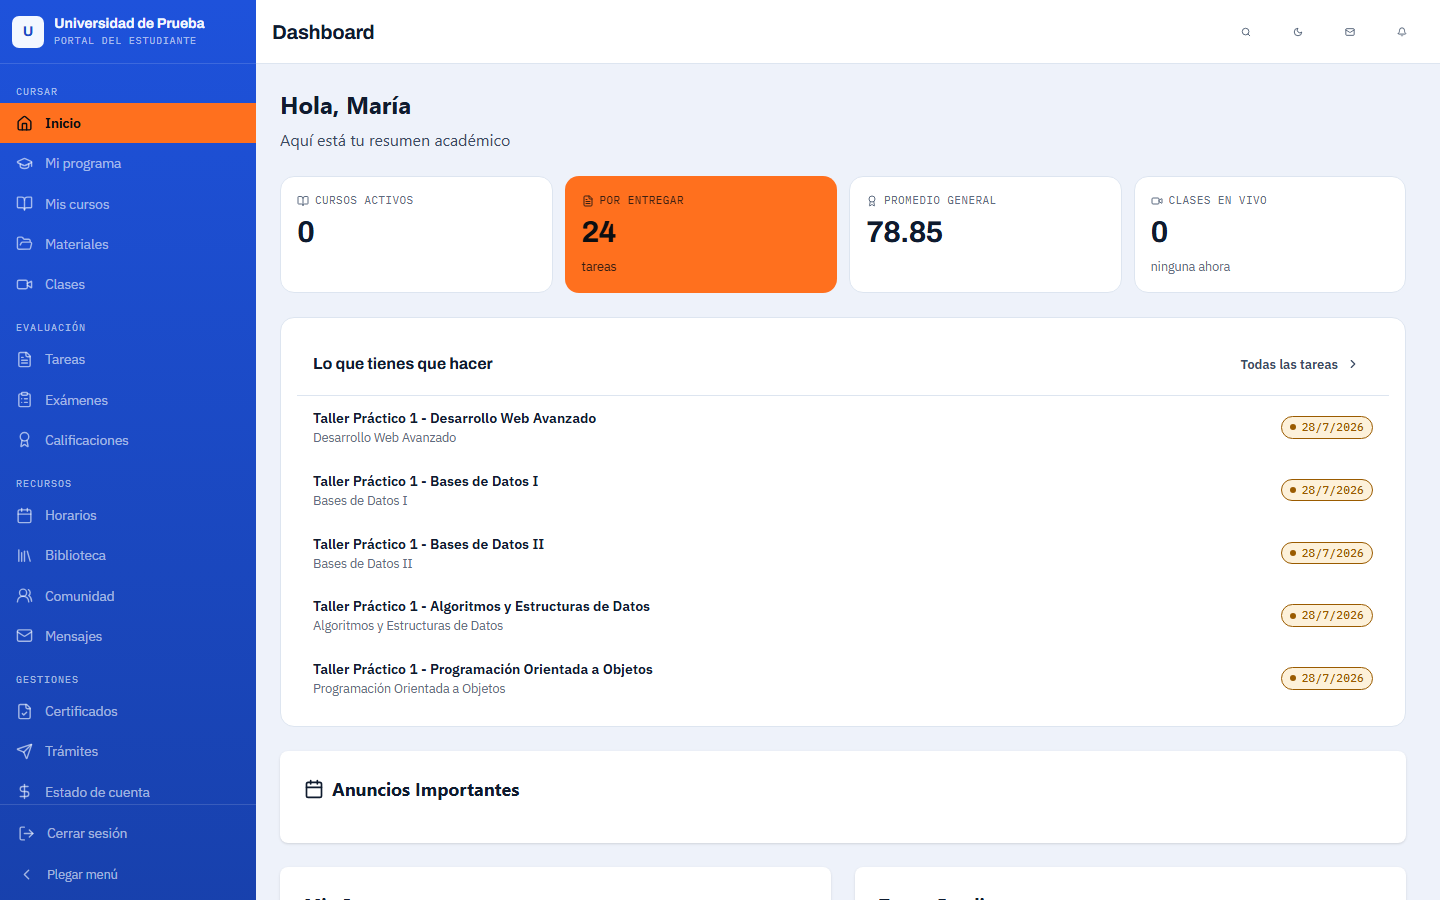 U
Universidad de Prueba
PORTAL DEL ESTUDIANTE
CURSAR
Inicio
Mi programa
Mis cursos
Materiales
Clases
EVALUACIÓN
Tareas
Exámenes
Calificaciones
RECURSOS
Horarios
Biblioteca
Comunidad
Mensajes
GESTIONES
Certificados
Trámites
Estado de cuenta
Cerrar sesión
Plegar menú
Dashboard
Hola, María
Aquí está tu resumen académico
CURSOS ACTIVOS
0
POR ENTREGAR
24
tareas
PROMEDIO GENERAL
78.85
CLASES EN VIVO
0
ninguna ahora
Lo que tienes que hacer
Todas las tareas
Taller Práctico 1 - Desarrollo Web Avanzado
Desarrollo Web Avanzado
28/7/2026
Taller Práctico 1 - Bases de Datos I
Bases de Datos I
28/7/2026
Taller Práctico 1 - Bases de Datos II
Bases de Datos II
28/7/2026
Taller Práctico 1 - Algoritmos y Estructuras de Datos
Algoritmos y Estructuras de Datos
28/7/2026
Taller Práctico 1 - Programación Orientada a Objetos
Programación Orientada a Objetos
28/7/2026
Anuncios Importantes